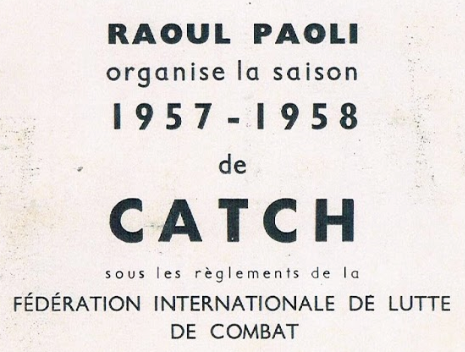 RAOUL PAOLI
organise la saison
1957-1958
de
CATCH
sous les règlements de la
FÉDÉRATION INTERNATIONALE DE LUTTE
DE COMBAT